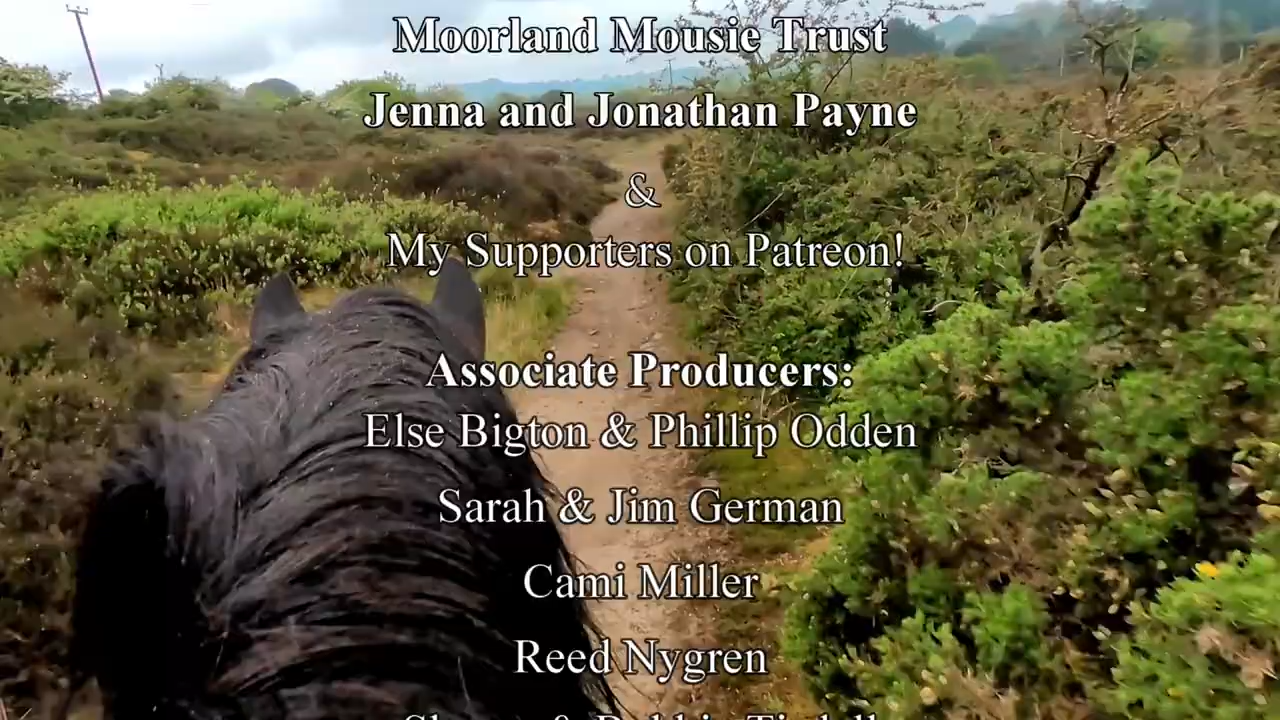 Moorland Mousie Trust
Jenna and Jonathan Payne
&
My Supporters on Patreon!
Associate Producers:
Else Bigton & Phillip Odden
Sarah & Jim German
Cami Miller
Reed Nygren
&